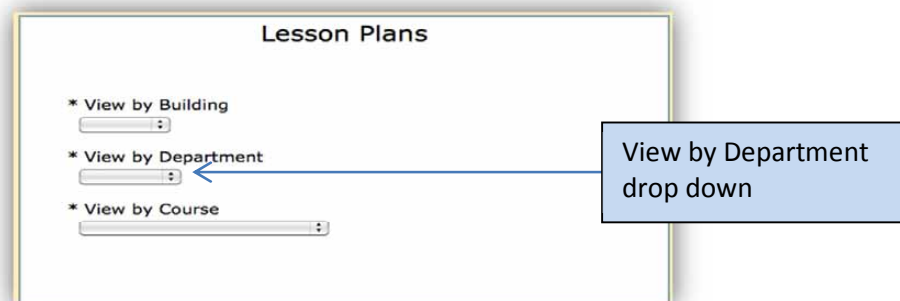 Lesson Plans
* View by Building
* View by Department
* View by Course
View by Department
drop down